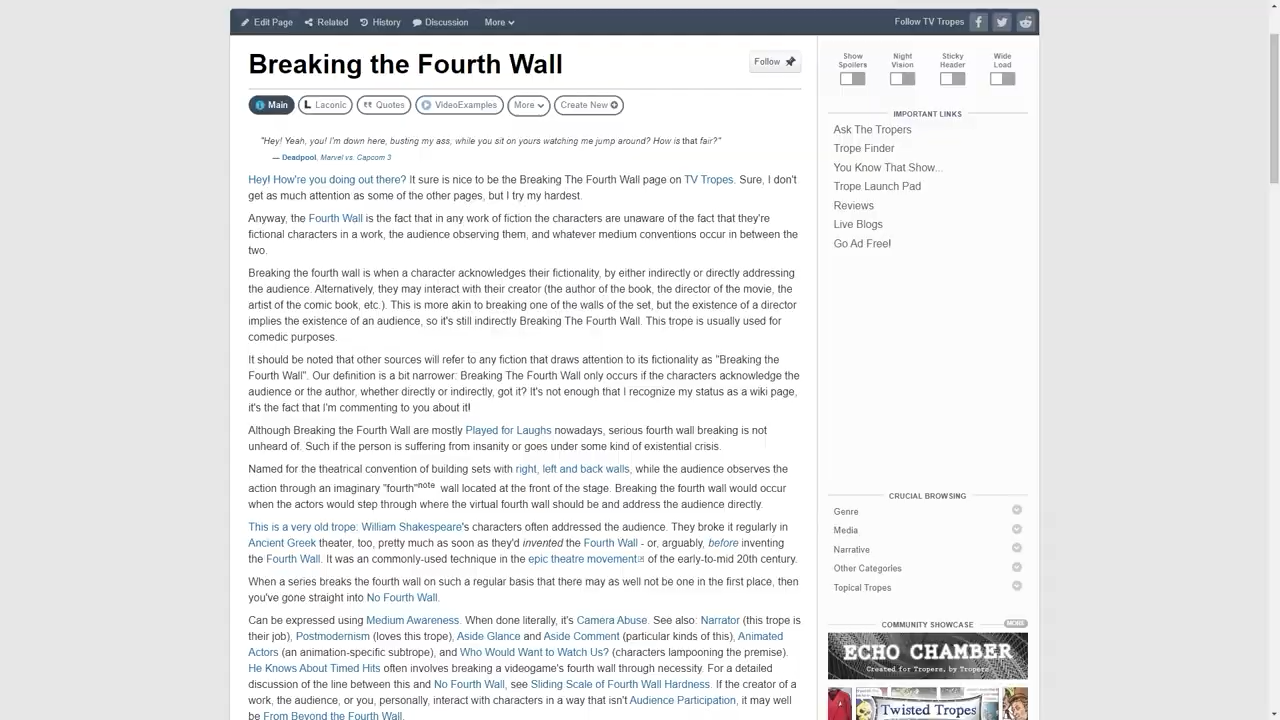 Edit Page Related History Discussion More Follow TV Tropes
Breaking the Fourth Wall
Follow
Main Laconic Quotes VideoExamples More Create New
"Hey! Yeah, you! I'm down here, busting my ass, while you sit on yours watching me jump around? How is that fair?"
— Deadpool, Marvel vs. Capcom 3
Hey! How're you doing out there? It sure is nice to be the Breaking The Fourth Wall page on TV Tropes. Sure, I don't
get as much attention as some of the other pages, but I try my hardest.
Anyway, the Fourth Wall is the fact that in any work of fiction the characters are unaware of the fact that they're
fictional characters in a work, the audience observing them, and whatever medium conventions occur in between the
two.
Breaking the fourth wall is when a character acknowledges their fictionality, by either indirectly or directly addressing
the audience. Alternatively, they may interact with their creator (the author of the book, the director of the movie, the
artist of the comic book, etc.). This is more akin to breaking one of the walls of the set, but the existence of a director
implies the existence of an audience, so it's still indirectly Breaking The Fourth Wall. This trope is usually used for
comedic purposes.
It should be noted that other sources will refer to any fiction that draws attention to its fictionality as "Breaking the
Fourth Wall". Our definition is a bit narrower: Breaking The Fourth Wall only occurs if the characters acknowledge the
audience or the author, whether directly or indirectly, got it? It's not enough that I recognize my status as a wiki page,
it's the fact that I'm commenting to you about it!
Although Breaking the Fourth Wall are mostly Played for Laughs nowadays, serious fourth wall breaking is not
unheard of. Such if the person is suffering from insanity or goes under some kind of existential crisis.
Named for the theatrical convention of building sets with right, left and back walls, while the audience observes the
action through an imaginary "fourth"note wall located at the front of the stage. Breaking the fourth wall would occur
when the actors would step through where the virtual fourth wall should be and address the audience directly.
This is a very old trope: William Shakespeare's characters often addressed the audience. They broke it regularly in
Ancient Greek theater, too, pretty much as soon as they'd invented the Fourth Wall - or, arguably, before inventing
the Fourth Wall. It was an commonly-used technique in the epic theatre movement of the early-to-mid 20th century.
When a series breaks the fourth wall on such a regular basis that there may as well not be one in the first place, then
you've gone straight into No Fourth Wall.
Can be expressed using Medium Awareness. When done literally, it's Camera Abuse. See also: Narrator (this trope is
their job), Postmodernism (loves this trope), Aside Glance and Aside Comment (particular kinds of this), Animated
Actors (an animation-specific subtrope), and Who Would Want to Watch Us? (characters lampooning the premise).
He Knows About Timed Hits often involves breaking a videogame's fourth wall through necessity. For a detailed
discussion of the line between this and No Fourth Wall, see Sliding Scale of Fourth Wall Hardness. If the creator of a
work, the audience, or you, personally, interact with characters in a way that isn't Audience Participation, it may well
be From Beyond the Fourth Wall.
Show Spoilers
Night Vision
Sticky Header
Wide Load
IMPORTANT LINKS
Ask The Tropers
Trope Finder
You Know That Show...
Trope Launch Pad
Reviews
Live Blogs
Go Ad Free!
CRUCIAL BROWSING
Genre
Media
Narrative
Other Categories
Topical Tropes
COMMUNITY SHOWCASE MORE
ECHO CHAMBER
Created for Tropers, by Tropers
Twisted Tropes